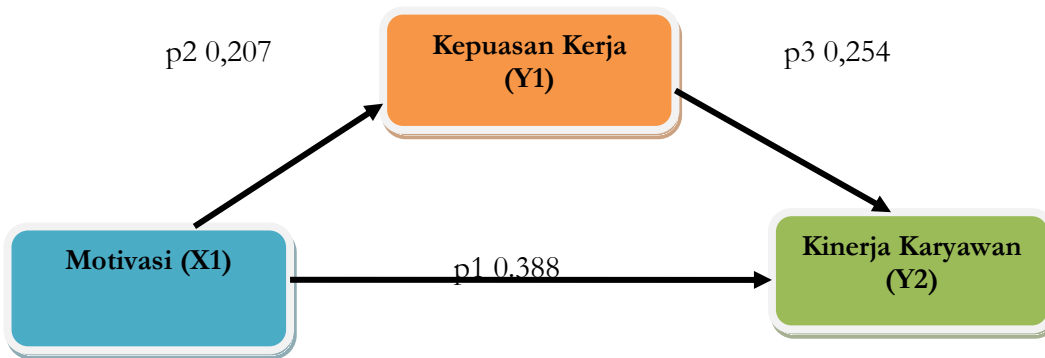 p2 0,207
Kepuasan Kerja
(Y1)
p3 0,254
Motivasi (X1)
p1 0.388
Kinerja Karyawan
(Y2)